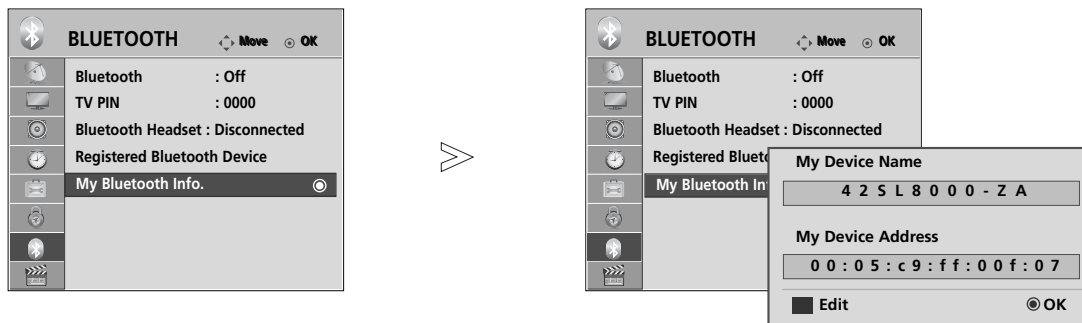 BLUETOOTH Move OK
Bluetooth : Off
TV PIN : 0000
Bluetooth Headset : Disconnected
Registered Bluetooth Device
My Bluetooth Info.
>
BLUETOOTH Move OK
Bluetooth : Off
TV PIN : 0000
Bluetooth Headset : Disconnected
Registered Bluet
My Bluetooth In
My Device Name
42SL8000-ZA
My Device Address
00:05:c9:ff:00f:07
Edit OK